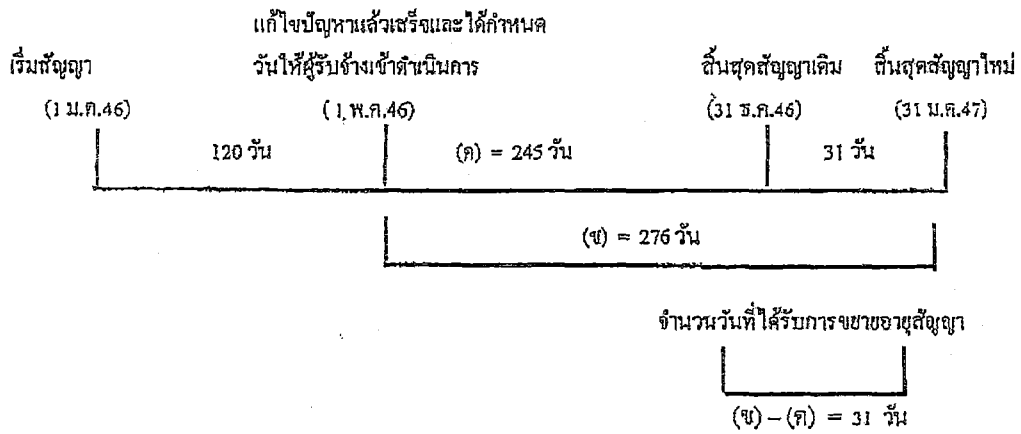 แก้ไขปัญหาแล้วเสร็จและได้กำหนด
เริ่มสัญญา วันให้ผู้รับจ้างเข้าดำเนินการ สิ้นสุดสัญญาเดิม สิ้นสุดสัญญาใหม่
(1 ม.ค.46) (1 พ.ค.46) (31 ธ.ค.46) (31 ม.ค.47)
120 วัน (ค) = 245 วัน 31 วัน
(ข) = 276 วัน
จำนวนวันที่ได้รับการขยายอายุสัญญา
(ข) – (ค) = 31 วัน